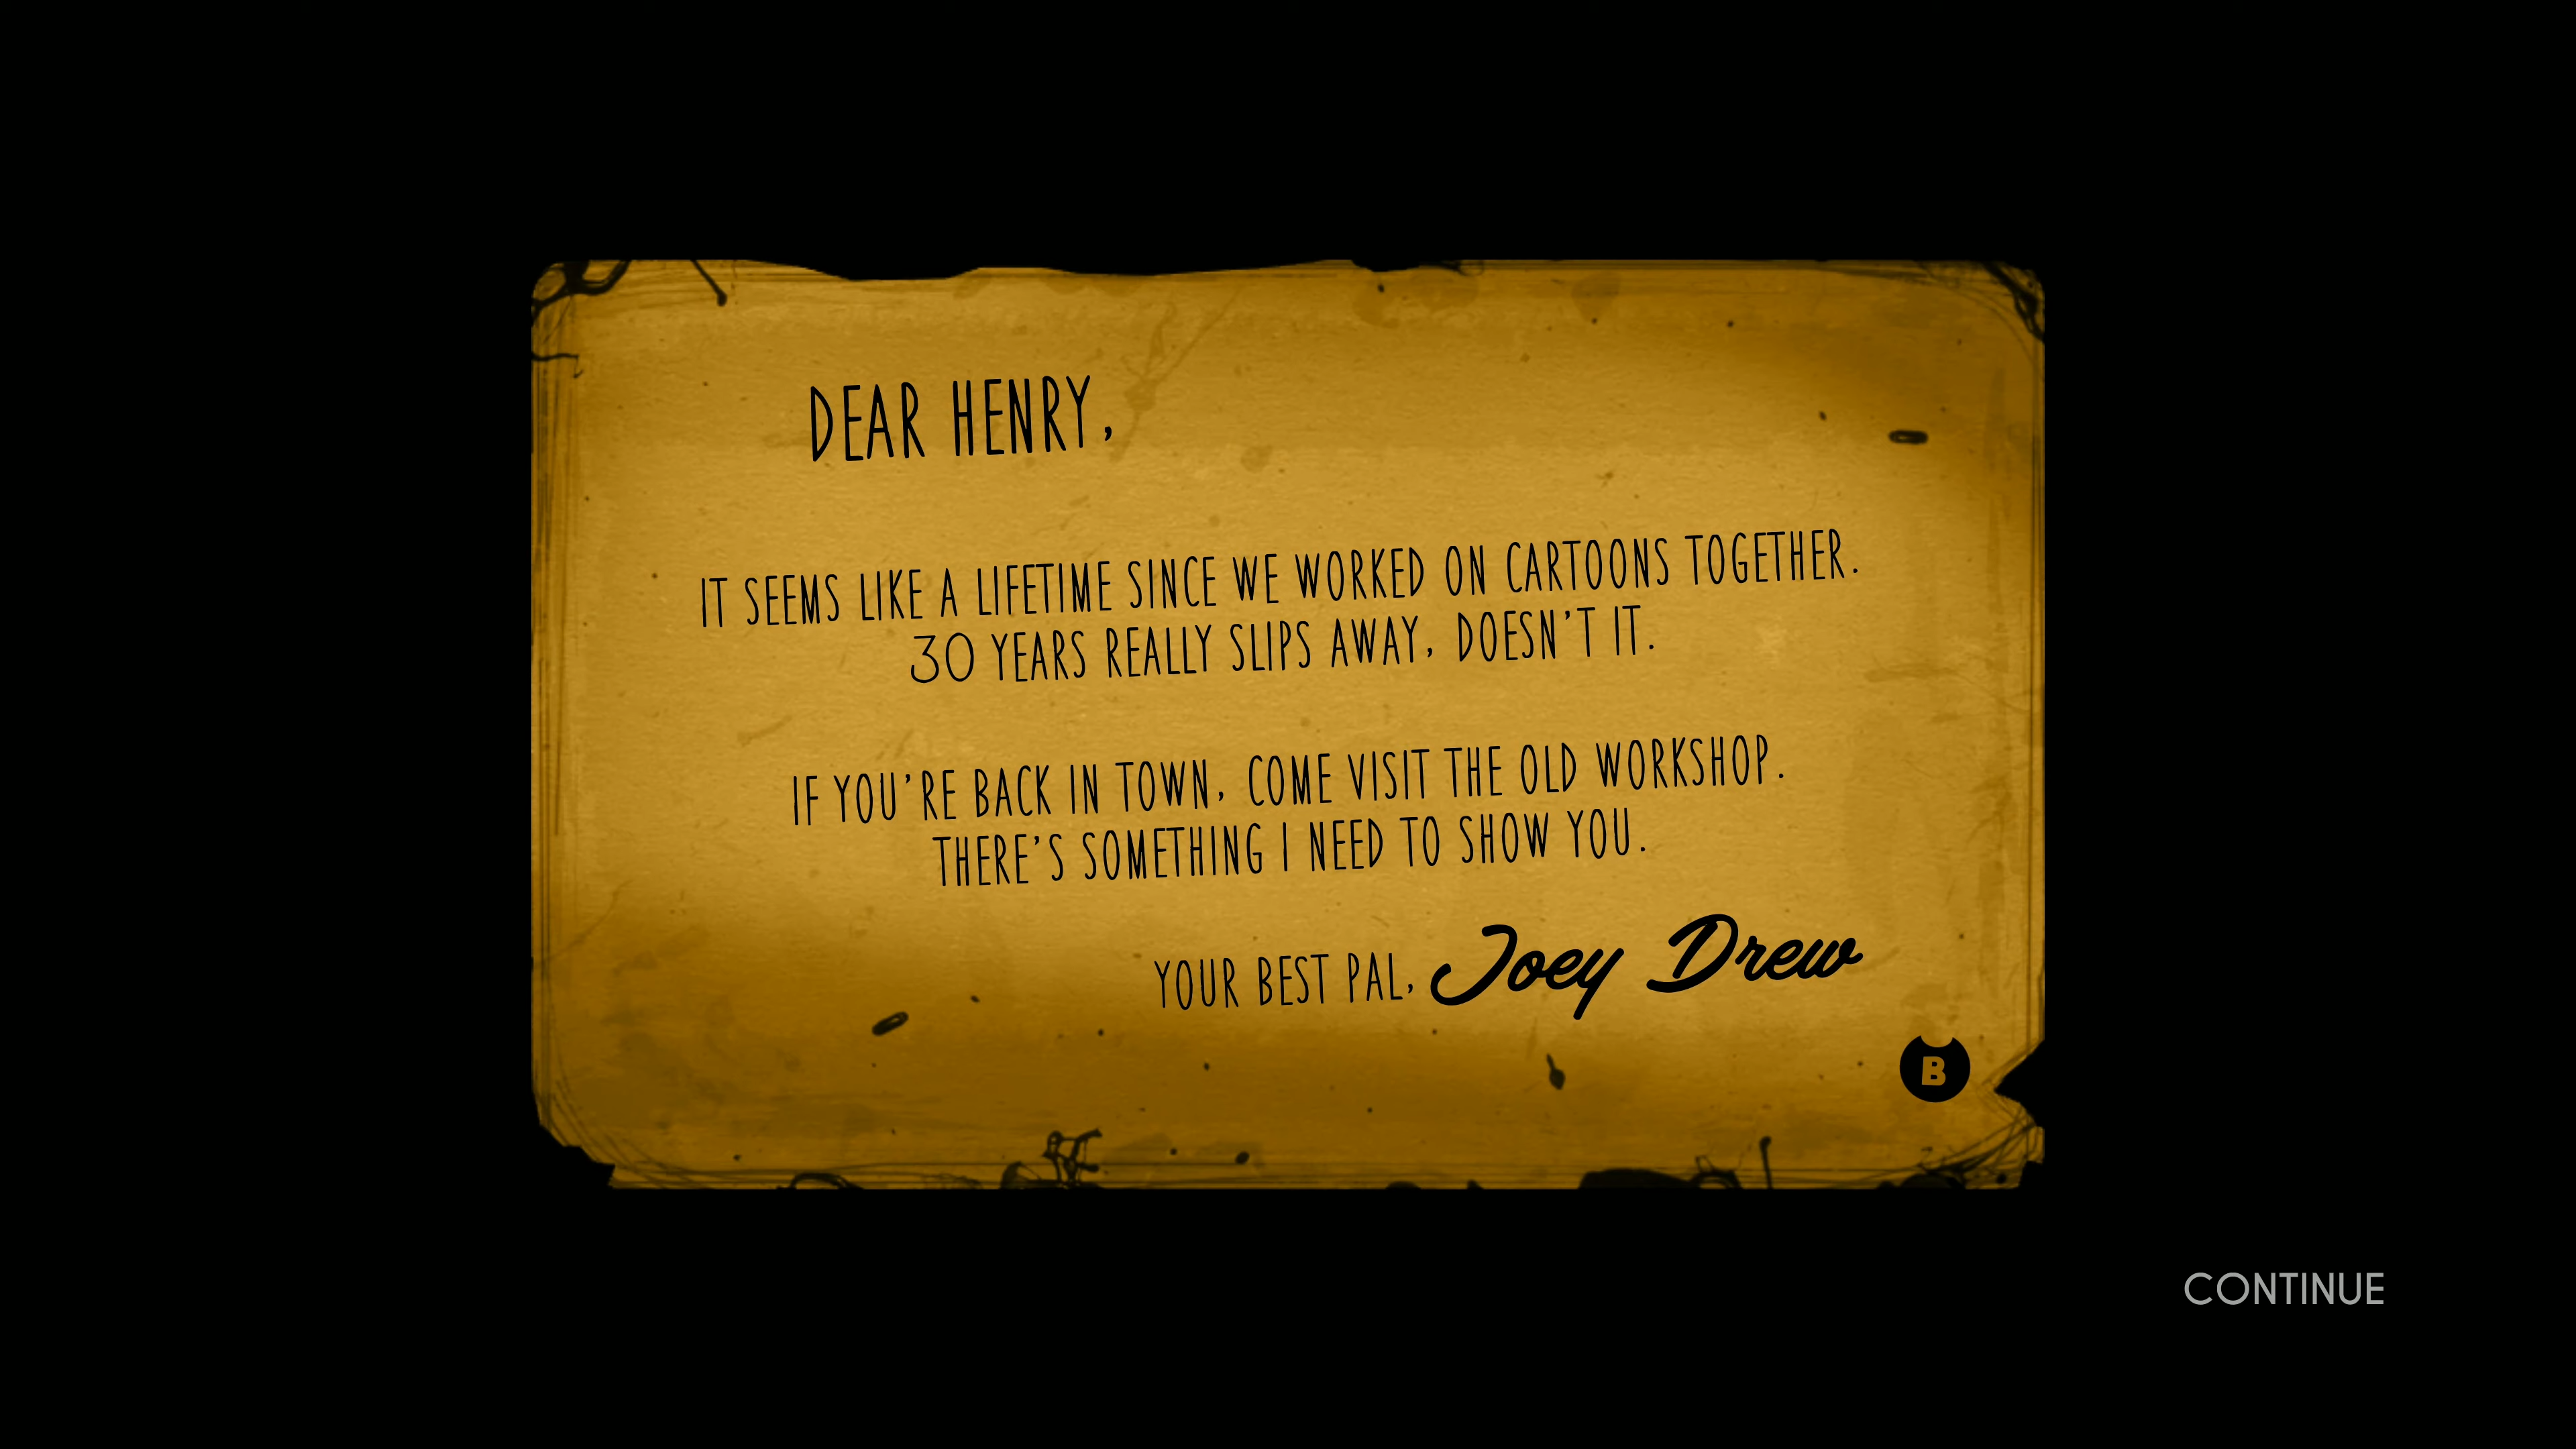 DEAR HENRY,
IT SEEMS LIKE A LIFETIME SINCE WE WORKED ON CARTOONS TOGETHER.
30 YEARS REALLY SLIPS AWAY, DOESN'T IT.
IF YOU'RE BACK IN TOWN, COME VISIT THE OLD WORKSHOP.
THERE'S SOMETHING I NEED TO SHOW YOU.
YOUR BEST PAL, Joey Drew
B
CONTINUE